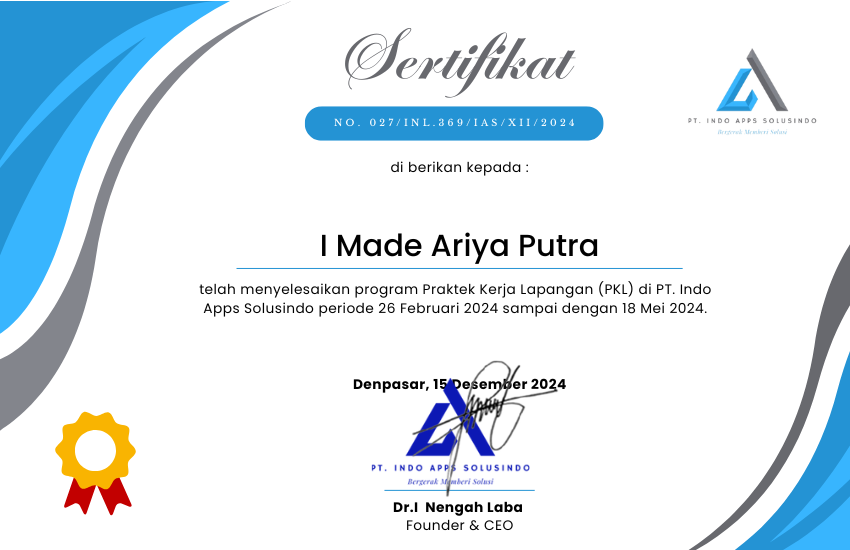 Sertifikat
NO. 027/INL.369/IAS/XII/2024
PT. INDO APPS SOLUSINDO
Bergerak Memberi Solusi
di berikan kepada :
I Made Ariya Putra
telah menyelesaikan program Praktek Kerja Lapangan (PKL) di PT. Indo
Apps Solusindo periode 26 Februari 2024 sampai dengan 18 Mei 2024.
Denpasar, 15 Desember 2024
PT. INDO APPS SOLUSINDO
Bergerak Memberi Solusi
Dr.I Nengah Laba
Founder & CEO